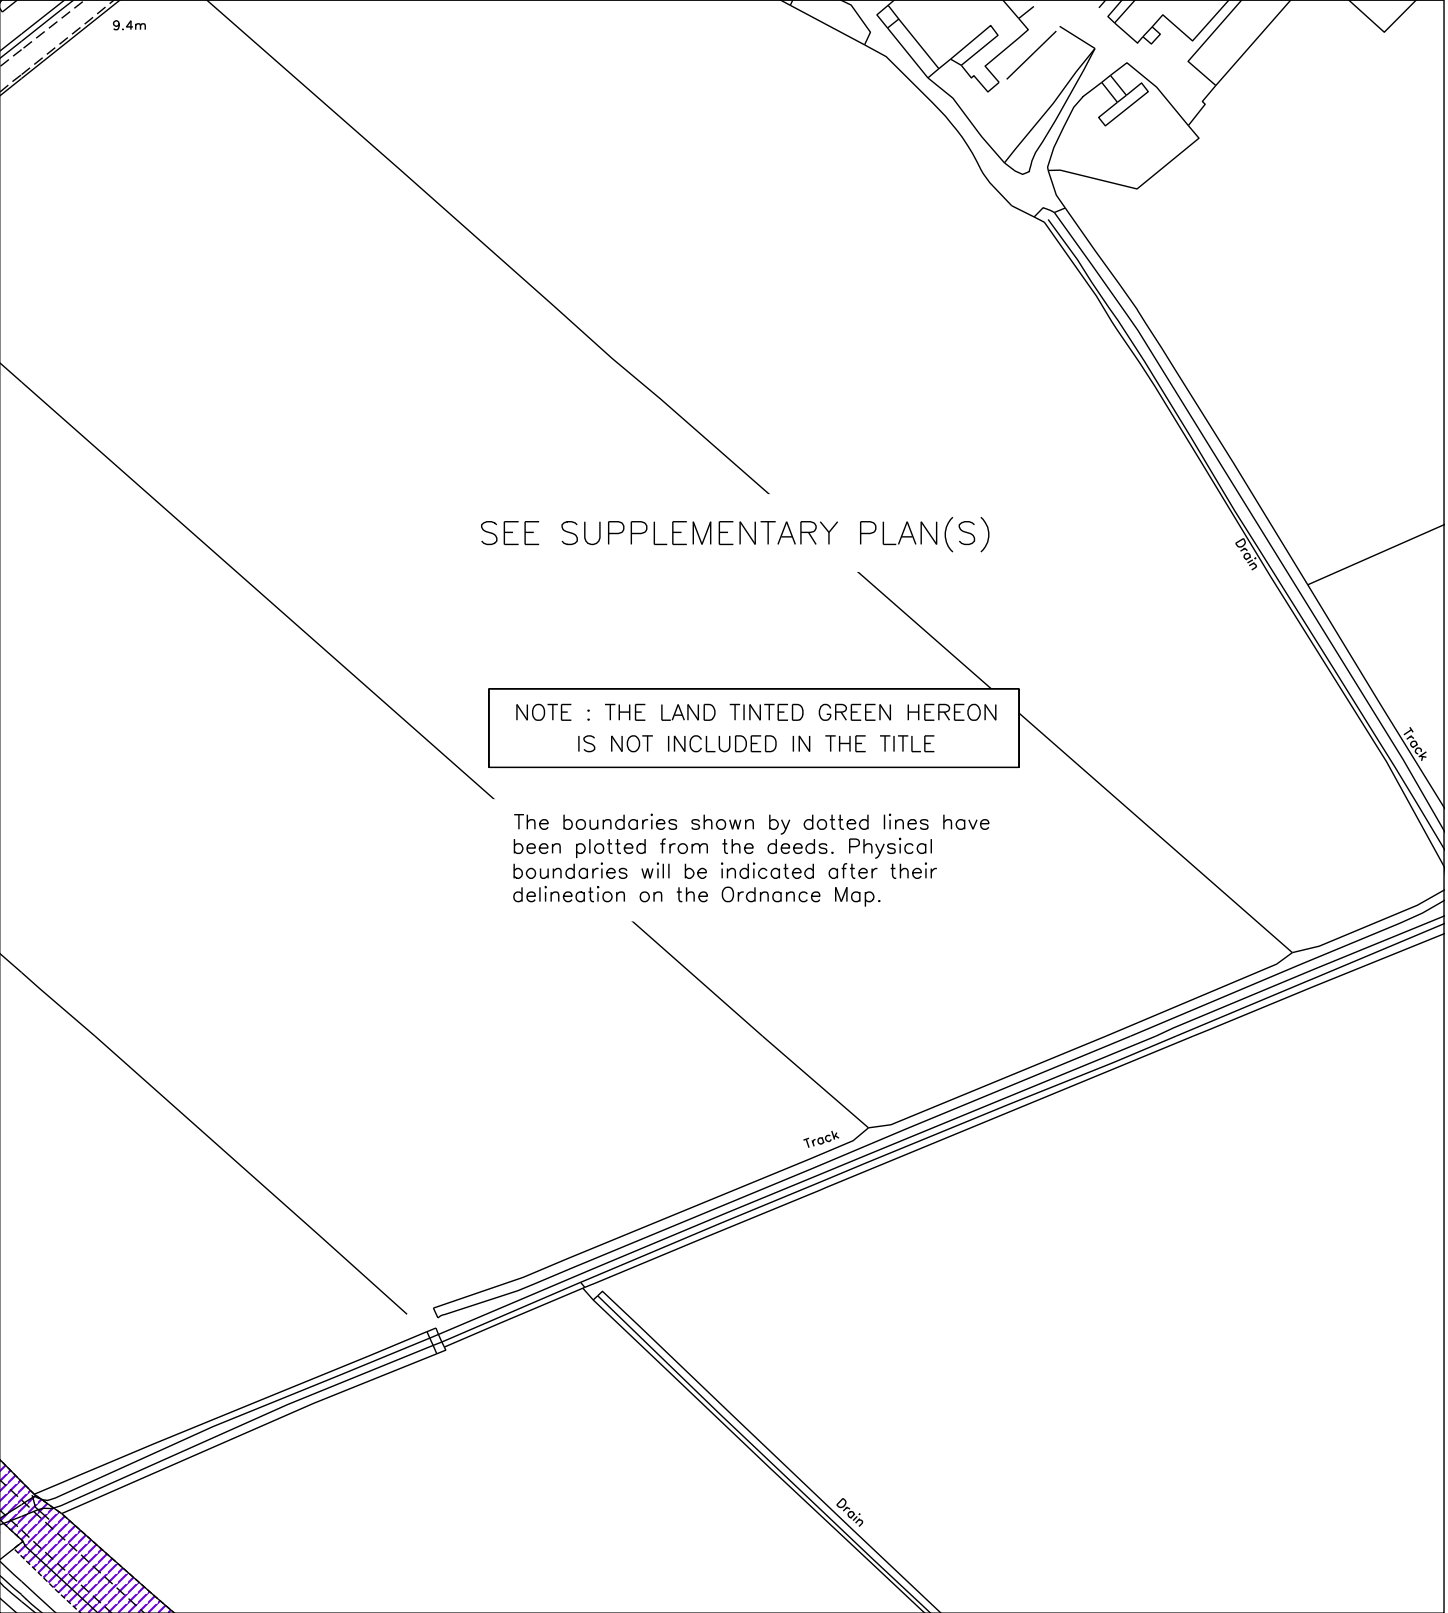 9.4m
SEE SUPPLEMENTARY PLAN(S)
Drain
NOTE : THE LAND TINTED GREEN HEREON
IS NOT INCLUDED IN THE TITLE
Track
The boundaries shown by dotted lines have
been plotted from the deeds. Physical
boundaries will be indicated after their
delineation on the Ordnance Map.
Track
Drain